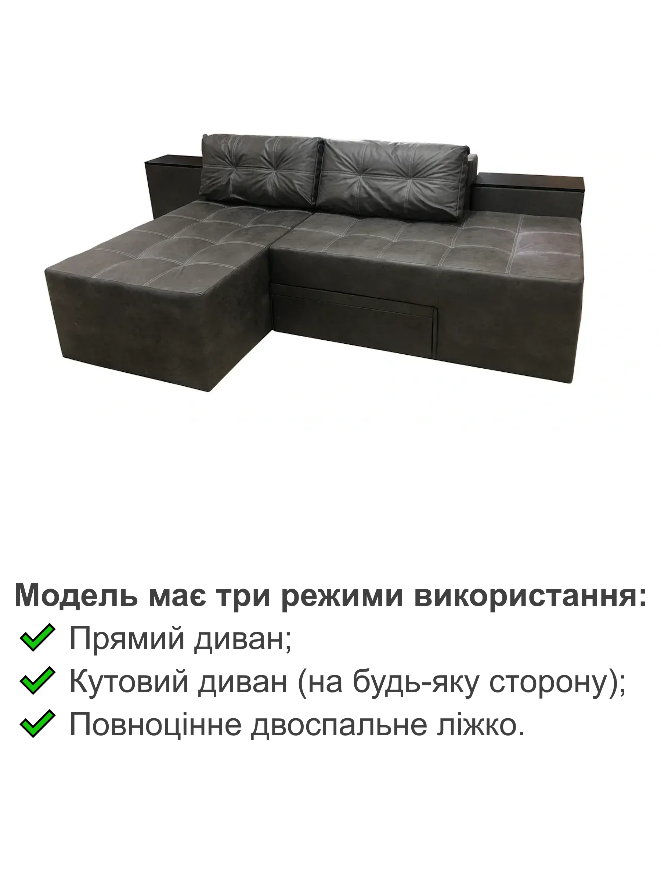 Модель має три режими використання:
Прямий диван;
Кутовий диван (на будь-яку сторону);
Повноцінне двоспальне ліжко.